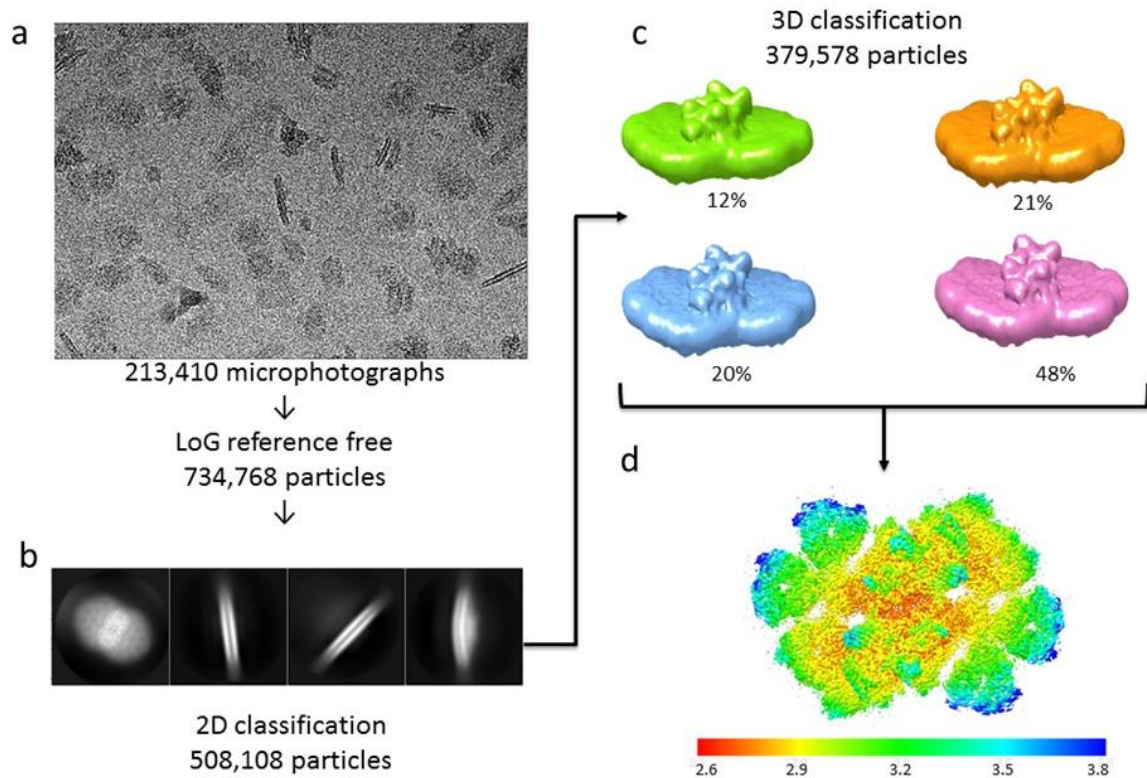 a
213,410 microphotographs
↓
LoG reference free
734,768 particles
↓
b
2D classification
508,108 particles
c
3D classification
379,578 particles
12%
21%
20%
48%
d
2.6 2.9 3.2 3.5 3.8